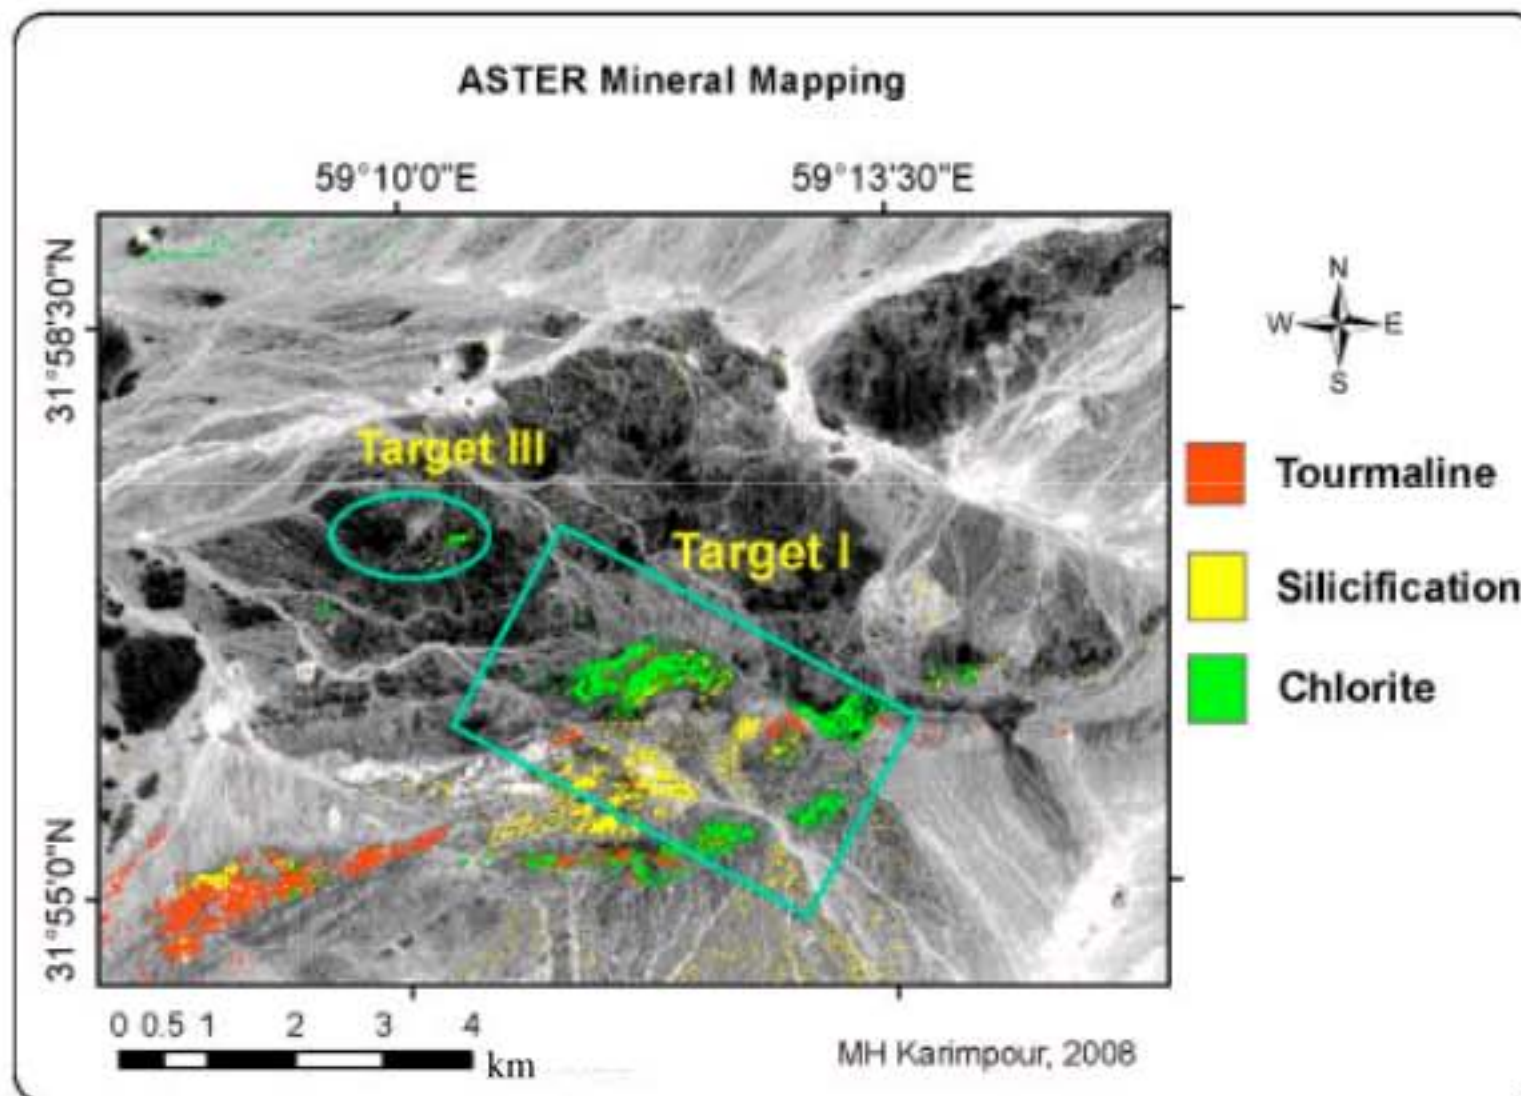 ASTER Mineral Mapping
59°10'0"E
59°13'30"E
31°58'30"N
31°55'0"N
N
W
E
S
Target III
Target I
Tourmaline
Silicification
Chlorite
0 0.5 1 2 3 4
km
MH Karimpour, 2008